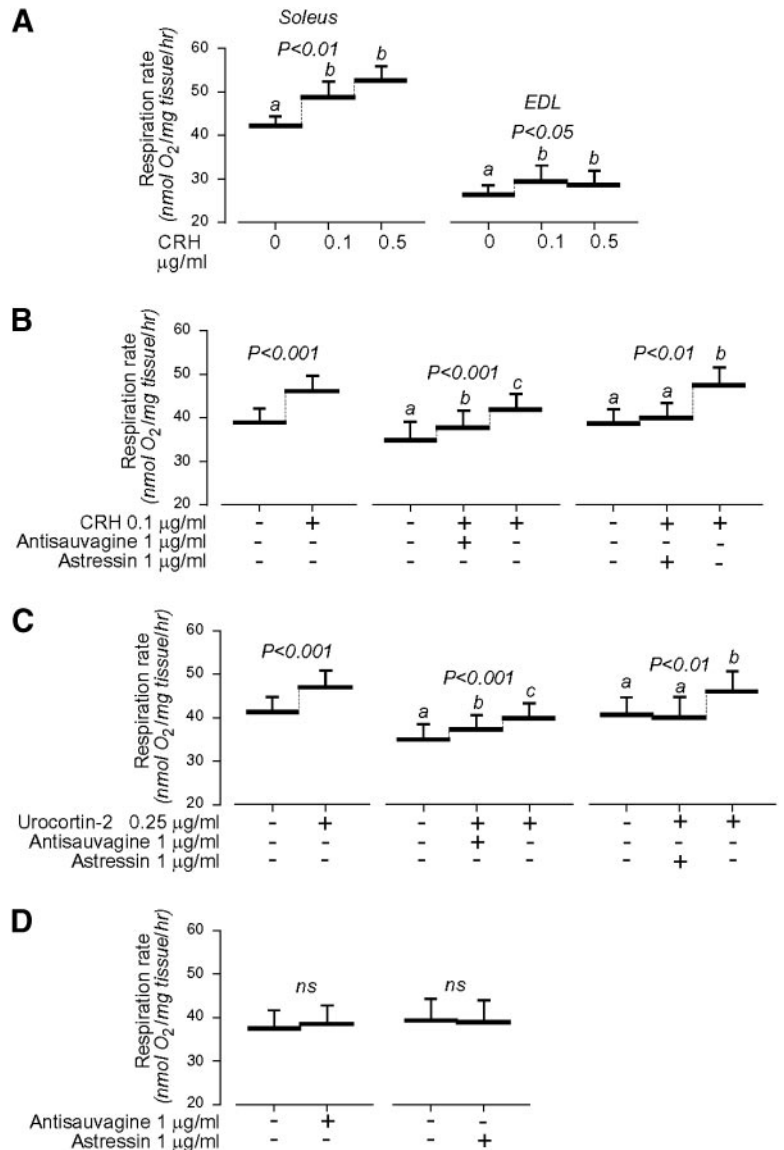 A
Soleus
P<0.01
EDL
P<0.05
Respiration rate
(nmol O2/mg tissue/hr)
60
50
40
30
20
a
b
b
a
b
b
CRH
μg/ml
0 0.1 0.5
0 0.1 0.5
B
Respiration rate
(nmol O2/mg tissue/hr)
60
50
40
30
20
P<0.001
P<0.001
P<0.01
a
b
c
a
a
b
CRH 0.1 μg/ml - + - + + - + +
Antisauvagine 1 μg/ml - - - + - - - -
Astressin 1 μg/ml - - - - - - + -
C
Respiration rate
(nmol O2/mg tissue/hr)
60
50
40
30
20
P<0.001
P<0.001
P<0.01
a
b
c
a
a
b
Urocortin-2 0.25 μg/ml - + - + + - + +
Antisauvagine 1 μg/ml - - - + - - - -
Astressin 1 μg/ml - - - - - - + -
D
Respiration rate
(nmol O2/mg tissue/hr)
60
50
40
30
20
ns
ns
Antisauvagine 1 μg/ml - + - -
Astressin 1 μg/ml - - - +